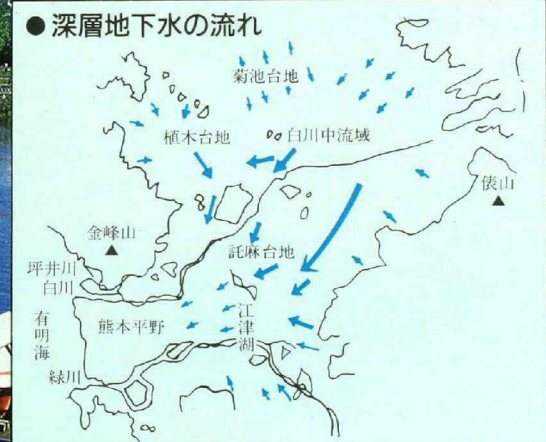 ●深層地下水の流れ
菊池台地
植木台地
白川中流域
俵山
金峰山
託麻台地
坪井川
白川
有明海
熊本平野
江津湖
緑川